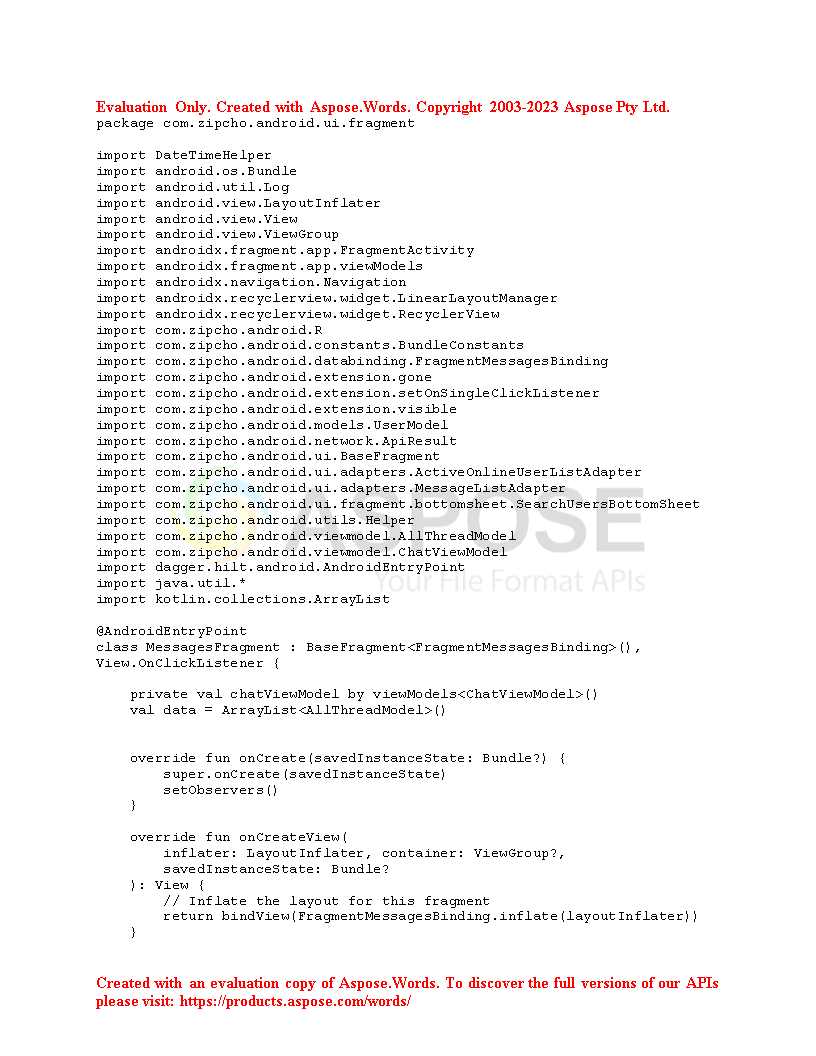 Evaluation Only. Created with Aspose.Words. Copyright 2003-2023 Aspose Pty Ltd.
package com.zipcho.android.ui.fragment
import DateTimeHelper
import android.os.Bundle
import android.util.Log
import android.view.LayoutInflater
import android.view.View
import android.view.ViewGroup
import androidx.fragment.app.FragmentActivity
import androidx.fragment.app.viewModels
import androidx.navigation.Navigation
import androidx.recyclerview.widget.LinearLayoutManager
import androidx.recyclerview.widget.RecyclerView
import com.zipcho.android.R
import com.zipcho.android.constants.BundleConstants
import com.zipcho.android.databinding.FragmentMessagesBinding
import com.zipcho.android.extension.gone
import com.zipcho.android.extension.setOnSingleClickListener
import com.zipcho.android.extension.visible
import com.zipcho.android.models.UserModel
import com.zipcho.android.network.ApiResult
import com.zipcho.android.ui.BaseFragment
import com.zipcho.android.ui.adapters.ActiveOnlineUserListAdapter
import com.zipcho.android.ui.adapters.MessageListAdapter
import com.zipcho.android.ui.fragment.bottomsheet.SearchUsersBottomSheet
import com.zipcho.android.utils.Helper
import com.zipcho.android.viewmodel.AllThreadModel
import com.zipcho.android.viewmodel.ChatViewModel
import dagger.hilt.android.AndroidEntryPoint
import java.util.*
import kotlin.collections.ArrayList
ASPOSE
Your File Format APIs
@AndroidEntryPoint
class MessagesFragment : BaseFragment<FragmentMessagesBinding>(),
View.OnClickListener {
    private val chatViewModel by viewModels<ChatViewModel>()
    val data = ArrayList<AllThreadModel>()
    override fun onCreate(savedInstanceState: Bundle?) {
        super.onCreate(savedInstanceState)
        setObservers()
    }
    override fun onCreateView(
        inflater: LayoutInflater, container: ViewGroup?,
        savedInstanceState: Bundle?
    ): View {
        // Inflate the layout for this fragment
        return bindView(FragmentMessagesBinding.inflate(layoutInflater))
    }
Created with an evaluation copy of Aspose.Words. To discover the full versions of our APIs
please visit: https://products.aspose.com/words/